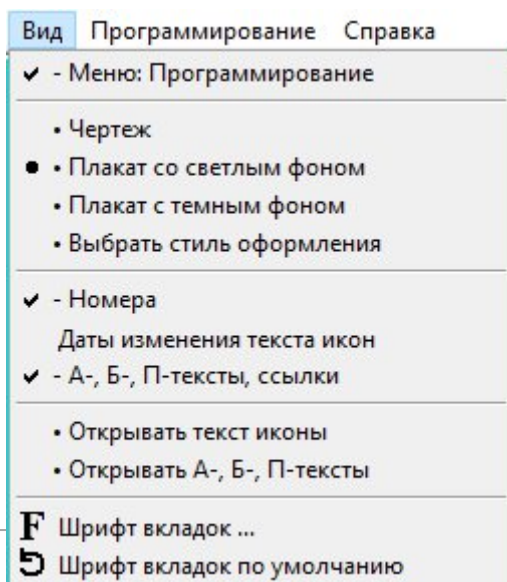 Вид Программирование Справка
- Меню: Программирование
• Чертеж
• Плакат со светлым фоном
• Плакат с темным фоном
• Выбрать стиль оформления
- Номера
Даты изменения текста икон
- А-, Б-, П-тексты, ссылки
• Открывать текст иконы
• Открывать А-, Б-, П-тексты
F Шрифт вкладок ...
Шрифт вкладок по умолчанию